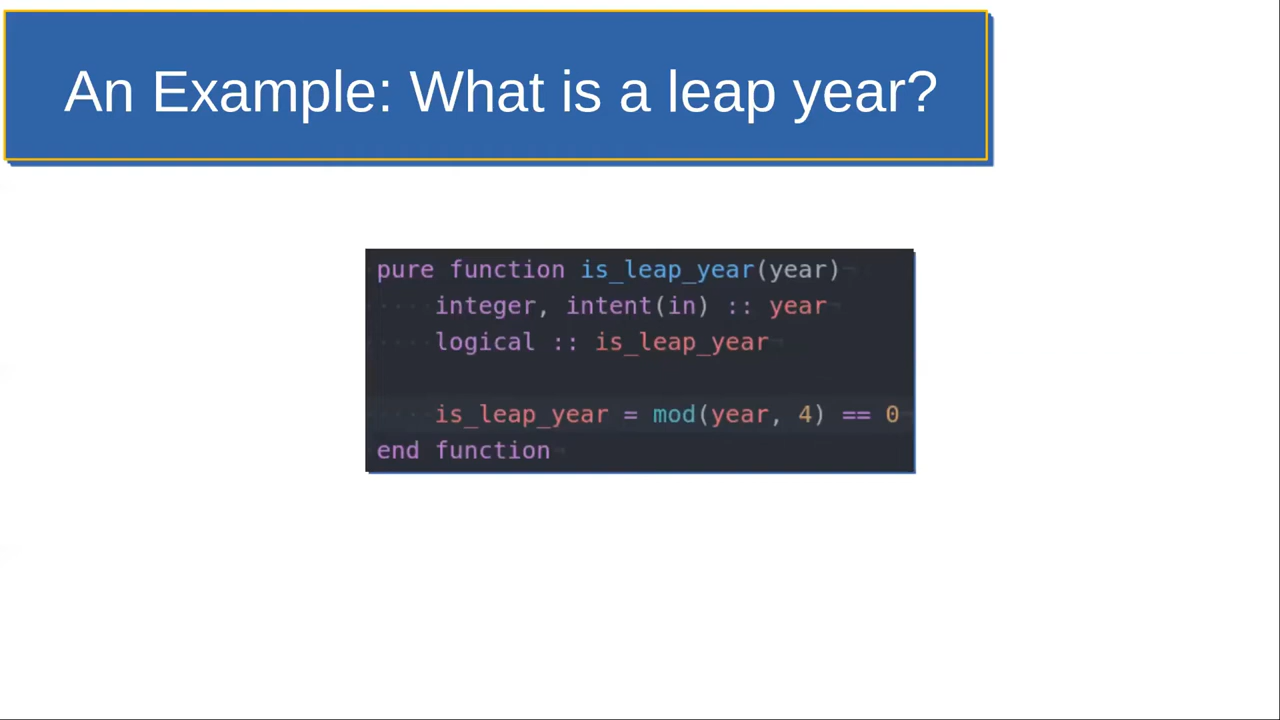 An Example: What is a leap year?
pure function is_leap_year(year)
    integer, intent(in) :: year
    logical :: is_leap_year

    is_leap_year = mod(year, 4) == 0
end function